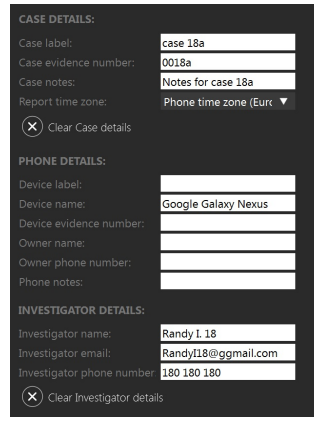 CASE DETAILS:
Case label: case 18a
Case evidence number: 0018a
Case notes: Notes for case 18a
Report time zone: Phone time zone (Eurc
Clear Case details
PHONE DETAILS:
Device label:
Device name: Google Galaxy Nexus
Device evidence number:
Owner name:
Owner phone number:
Phone notes:
INVESTIGATOR DETAILS:
Investigator name: Randy I. 18
Investigator email: RandyI18@ggmail.com
Investigator phone number 180 180 180
Clear Investigator details